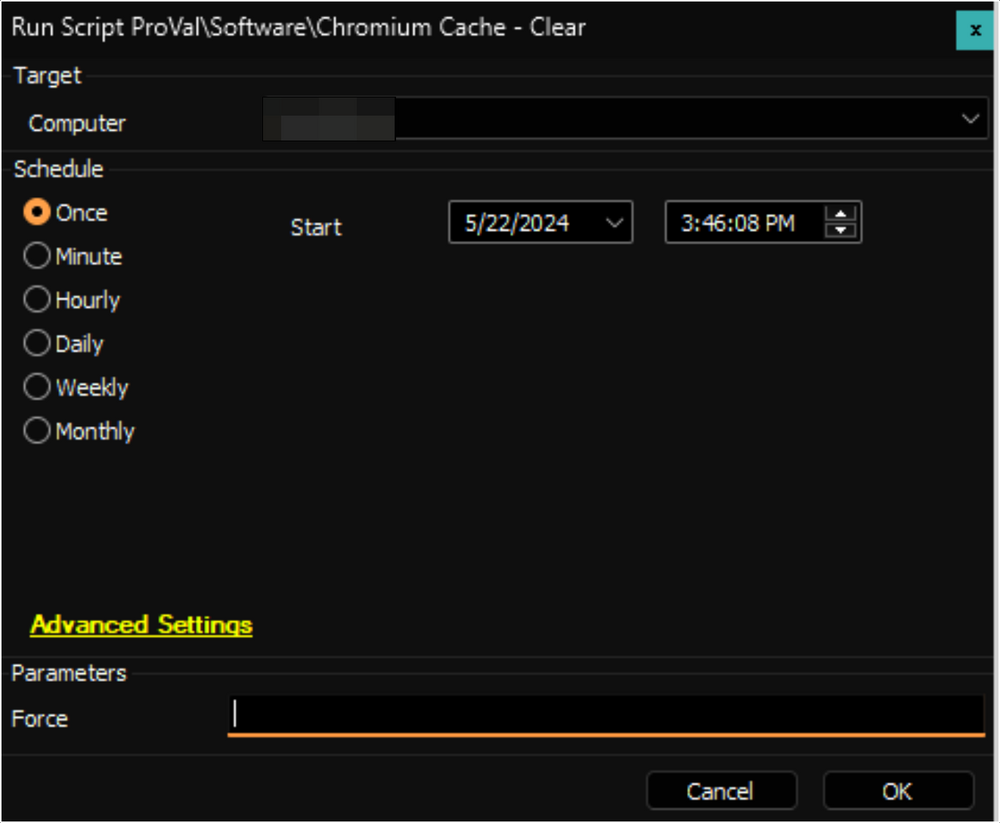 Run Script ProVal\Software\Chromium Cache - Clear
x
Target
Computer
Schedule
Once
Start
5/22/2024
3:46:08 PM
Minute
Hourly
Daily
Weekly
Monthly
Advanced Settings
Parameters
Force
Cancel
OK